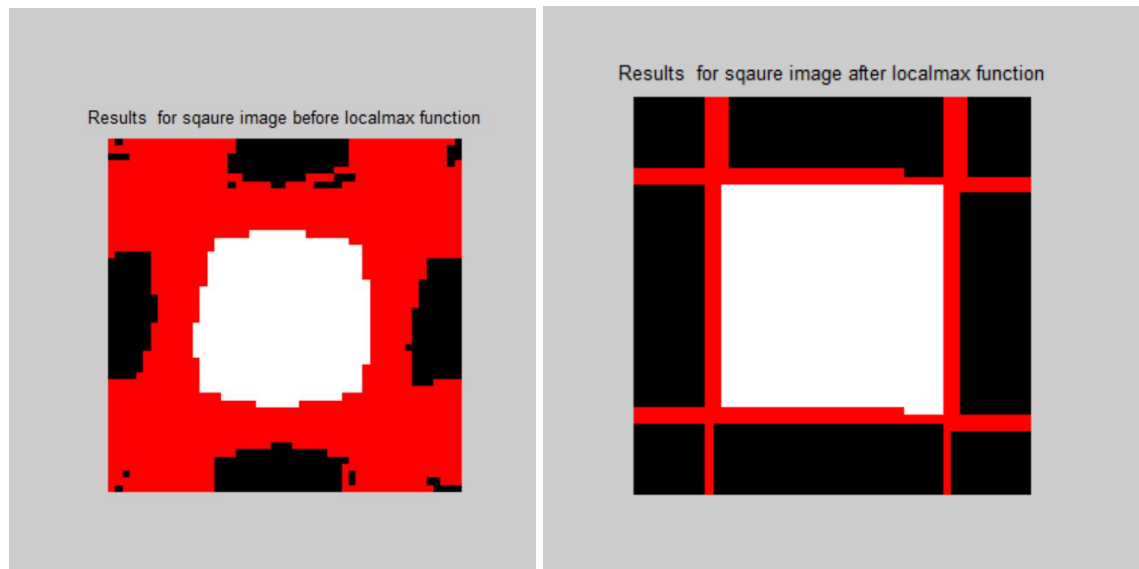 Results  for sqaure image before localmax function
Results  for sqaure image after localmax function